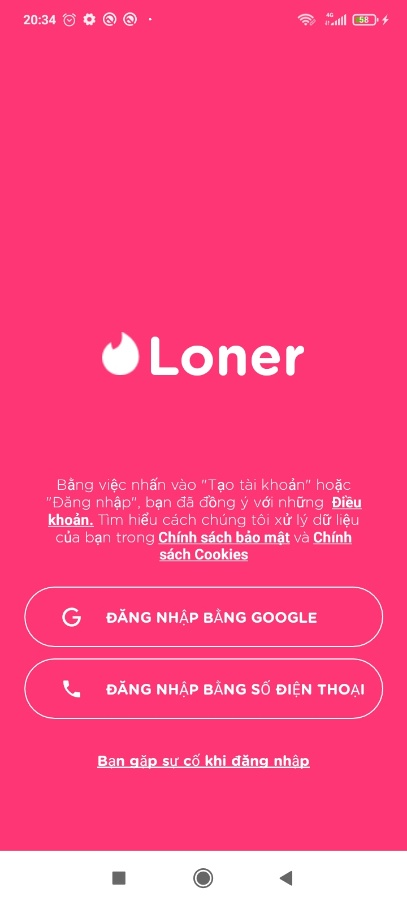 20:34
4G
58
Loner
Bằng việc nhấn vào "Tạo tài khoản" hoặc
"Đăng nhập", bạn đã đồng ý với những Điều
khoản. Tìm hiểu cách chúng tôi xử lý dữ liệu
của bạn trong Chính sách bảo mật và Chính
sách Cookies
G ĐĂNG NHẬP BẰNG GOOGLE
ĐĂNG NHẬP BẰNG SỐ ĐIỆN THOẠI
Bạn gặp sự cố khi đăng nhập